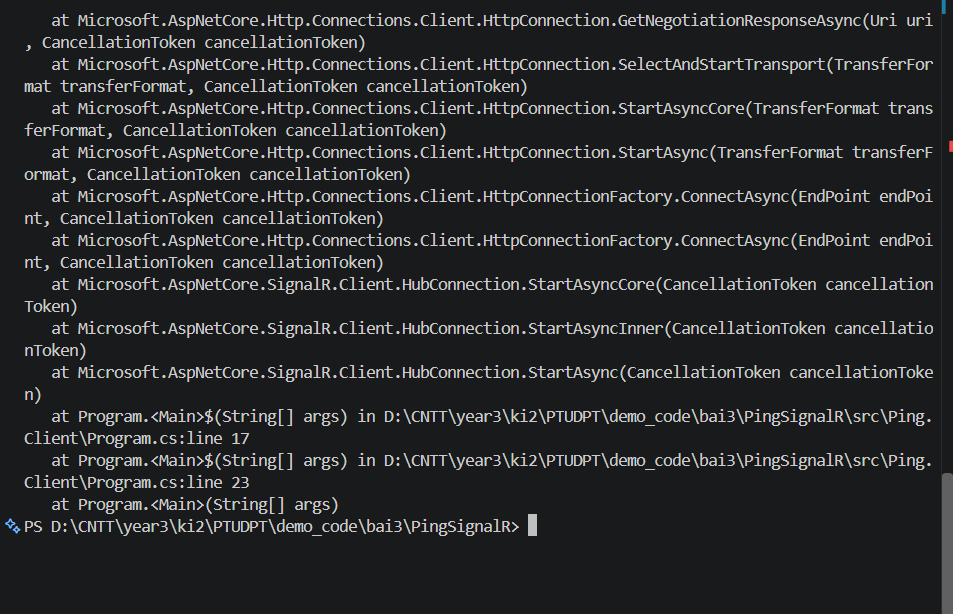 at Microsoft.AspNetCore.Http.Connections.Client.HttpConnection.GetNegotiationResponseAsync(Uri uri
, CancellationToken cancellationToken)
at Microsoft.AspNetCore.Http.Connections.Client.HttpConnection.SelectAndStartTransport(TransferFor
mat transferFormat, CancellationToken cancellationToken)
at Microsoft.AspNetCore.Http.Connections.Client.HttpConnection.StartAsyncCore(TransferFormat trans
ferFormat, CancellationToken cancellationToken)
at Microsoft.AspNetCore.Http.Connections.Client.HttpConnection.StartAsync(TransferFormat transferF
ormat, CancellationToken cancellationToken)
at Microsoft.AspNetCore.Http.Connections.Client.HttpConnectionFactory.ConnectAsync(EndPoint endPoi
nt, CancellationToken cancellationToken)
at Microsoft.AspNetCore.Http.Connections.Client.HttpConnectionFactory.ConnectAsync(EndPoint endPoi
nt, CancellationToken cancellationToken)
at Microsoft.AspNetCore.SignalR.Client.HubConnection.StartAsyncCore(CancellationToken cancellation
Token)
at Microsoft.AspNetCore.SignalR.Client.HubConnection.StartAsyncInner(CancellationToken cancellatio
nToken)
at Microsoft.AspNetCore.SignalR.Client.HubConnection.StartAsync(CancellationToken cancellationToke
n)
at Program.<Main>$(String[] args) in D:\CNTT\year3\ki2\PTUDPT\demo_code\bai3\PingSignalR\src\Ping.
Client\Program.cs:line 17
at Program.<Main>$(String[] args) in D:\CNTT\year3\ki2\PTUDPT\demo_code\bai3\PingSignalR\src\Ping.
Client\Program.cs:line 23
at Program.<Main>(String[] args)
PS D:\CNTT\year3\ki2\PTUDPT\demo_code\bai3\PingSignalR>